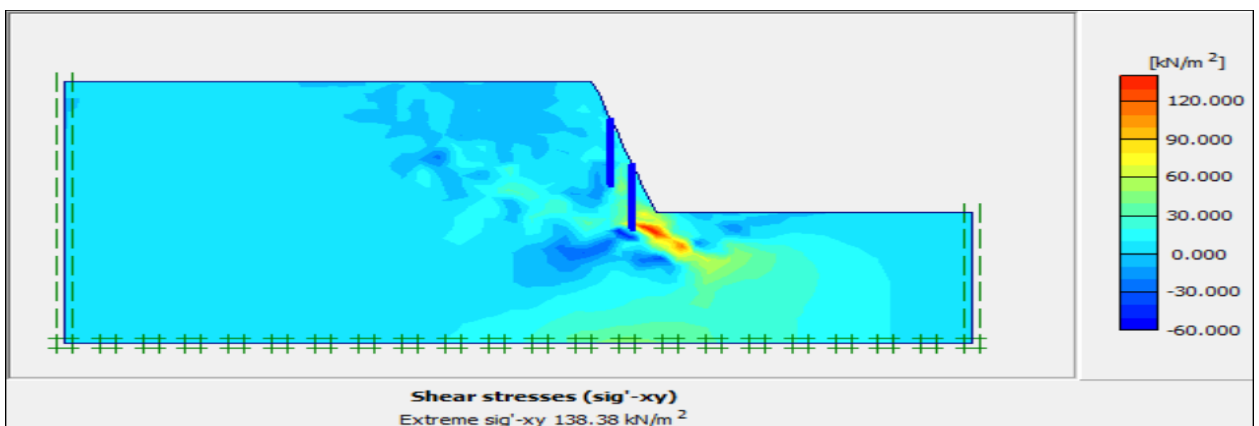 [kN/m ²]
120.000
90.000
60.000
30.000
0.000
-30.000
-60.000
Shear stresses (sig'-xy)
Extreme sig'-xy 138.38 kN/m ²